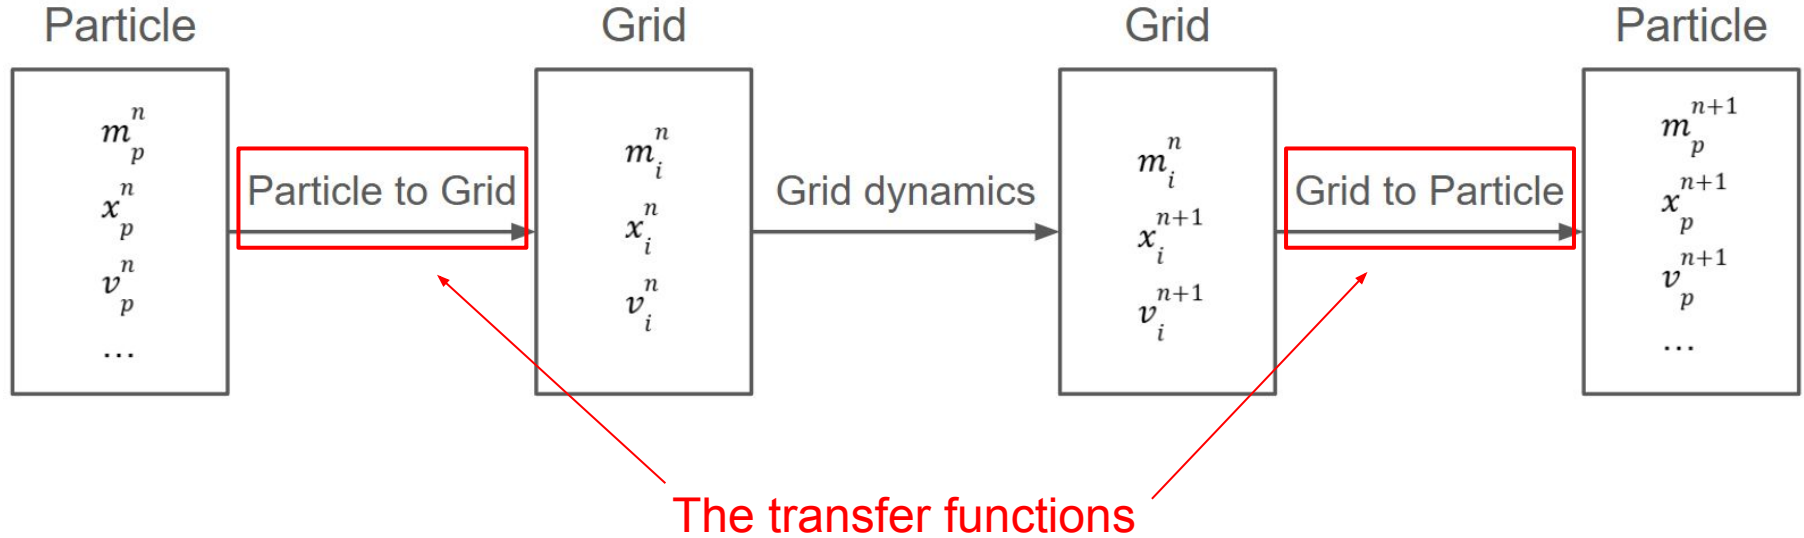 Particle Grid Grid Particle
m_p^n
x_p^n
v_p^n
...
Particle to Grid
m_i^n
x_i^n
v_i^n
Grid dynamics
m_i^n
x_i^{n+1}
v_i^{n+1}
Grid to Particle
m_p^{n+1}
x_p^{n+1}
v_p^{n+1}
...
The transfer functions